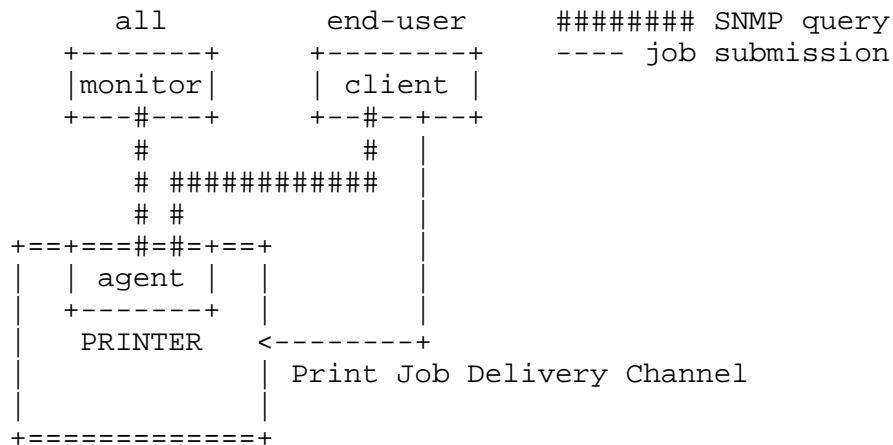 all end-user ######## SNMP query
+-------+ +--------+ ---- job submission
|monitor| | client |
+---#---+ +--#--+--+
# # |
# ############ |
# # |
+==+===#=#=+==+ |
| | agent | | |
| +-------+ | |
| PRINTER <--------+
| | Print Job Delivery Channel
| |
+=============+